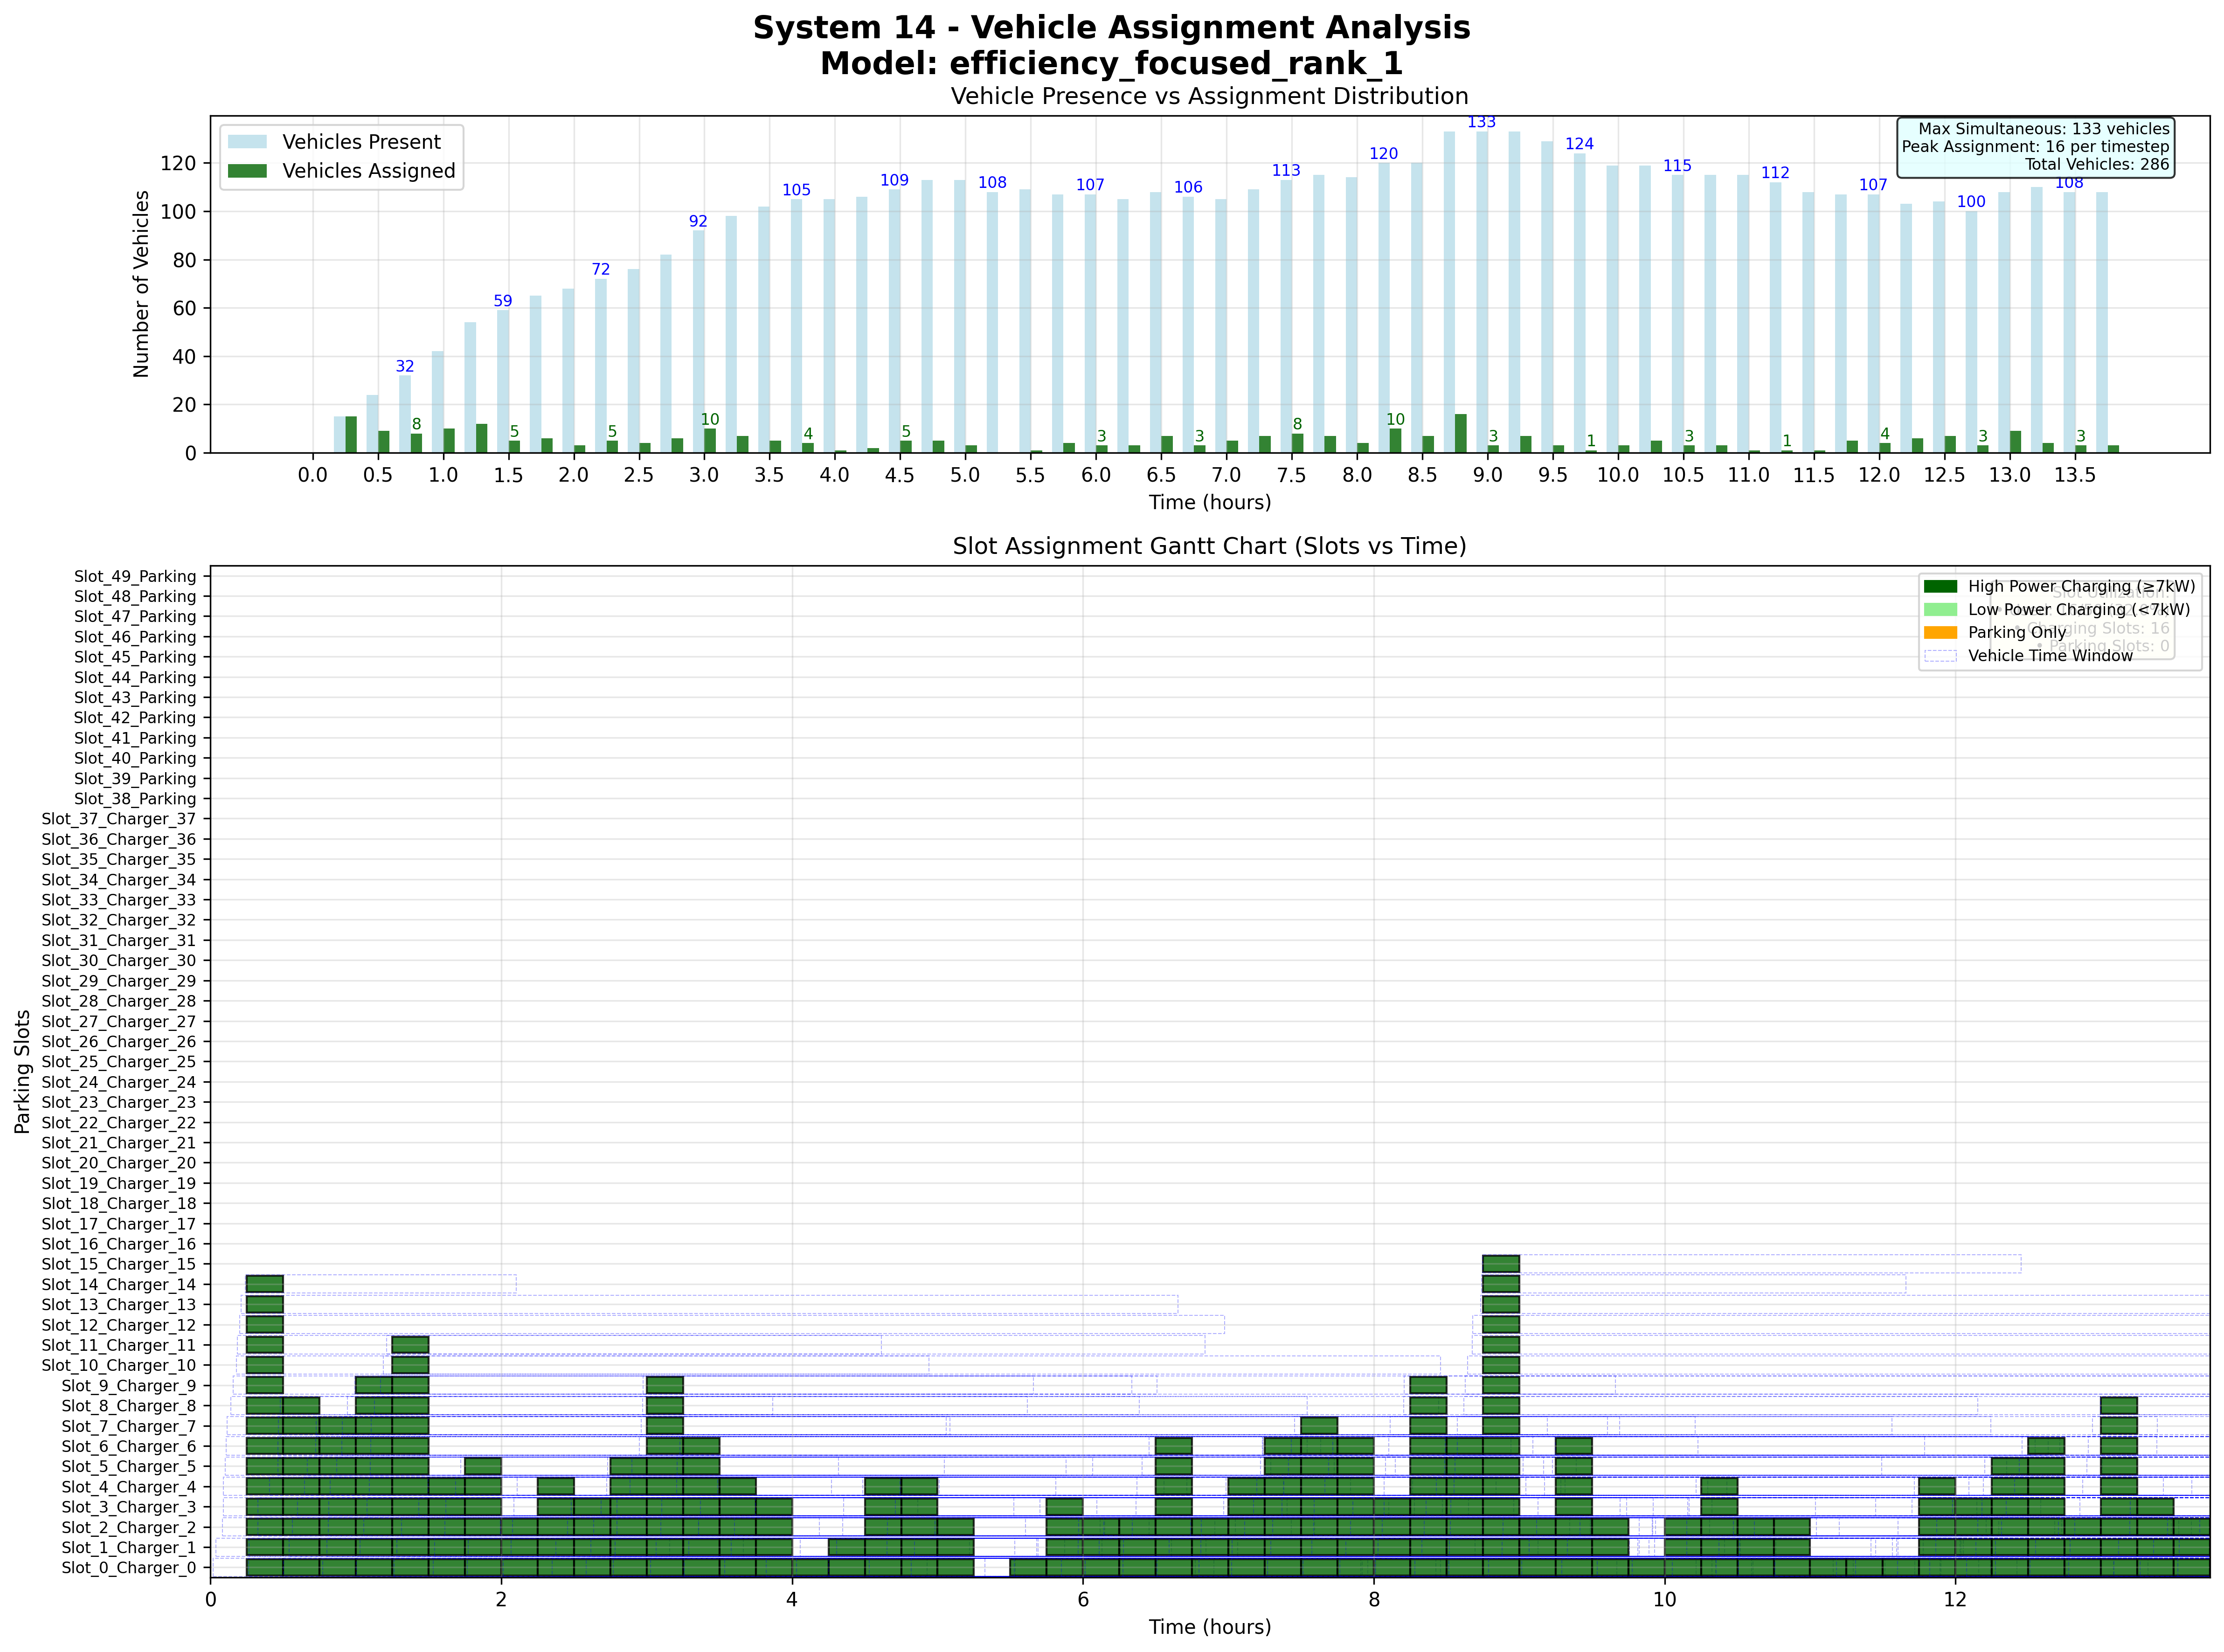 System 14 - Vehicle Assignment Analysis
Model: efficiency_focused_rank_1
Vehicle Presence vs Assignment Distribution
Vehicles Present
Vehicles Assigned
Max Simultaneous: 133 vehicles
Peak Assignment: 16 per timestep
Total Vehicles: 286
Number of Vehicles
120
100
80
60
40
20
0
32 59 72 92 105 109 108 107 106 113 120 133 124 115 112 107 100 108
8 5 5 10 4 5 3 3 8 10 3 1 3 1 4 3 3
0.0 0.5 1.0 1.5 2.0 2.5 3.0 3.5 4.0 4.5 5.0 5.5 6.0 6.5 7.0 7.5 8.0 8.5 9.0 9.5 10.0 10.5 11.0 11.5 12.0 12.5 13.0 13.5
Time (hours)
Slot Assignment Gantt Chart (Slots vs Time)
High Power Charging (≥7kW)
Low Power Charging (<7kW)
Parking Only
Vehicle Time Window
• Charging Slots: 16
• Parking Slots: 0
Parking Slots
Slot_49_Parking
Slot_48_Parking
Slot_47_Parking
Slot_46_Parking
Slot_45_Parking
Slot_44_Parking
Slot_43_Parking
Slot_42_Parking
Slot_41_Parking
Slot_40_Parking
Slot_39_Parking
Slot_38_Parking
Slot_37_Charger_37
Slot_36_Charger_36
Slot_35_Charger_35
Slot_34_Charger_34
Slot_33_Charger_33
Slot_32_Charger_32
Slot_31_Charger_31
Slot_30_Charger_30
Slot_29_Charger_29
Slot_28_Charger_28
Slot_27_Charger_27
Slot_26_Charger_26
Slot_25_Charger_25
Slot_24_Charger_24
Slot_23_Charger_23
Slot_22_Charger_22
Slot_21_Charger_21
Slot_20_Charger_20
Slot_19_Charger_19
Slot_18_Charger_18
Slot_17_Charger_17
Slot_16_Charger_16
Slot_15_Charger_15
Slot_14_Charger_14
Slot_13_Charger_13
Slot_12_Charger_12
Slot_11_Charger_11
Slot_10_Charger_10
Slot_9_Charger_9
Slot_8_Charger_8
Slot_7_Charger_7
Slot_6_Charger_6
Slot_5_Charger_5
Slot_4_Charger_4
Slot_3_Charger_3
Slot_2_Charger_2
Slot_1_Charger_1
Slot_0_Charger_0
0 2 4 6 8 10 12
Time (hours)